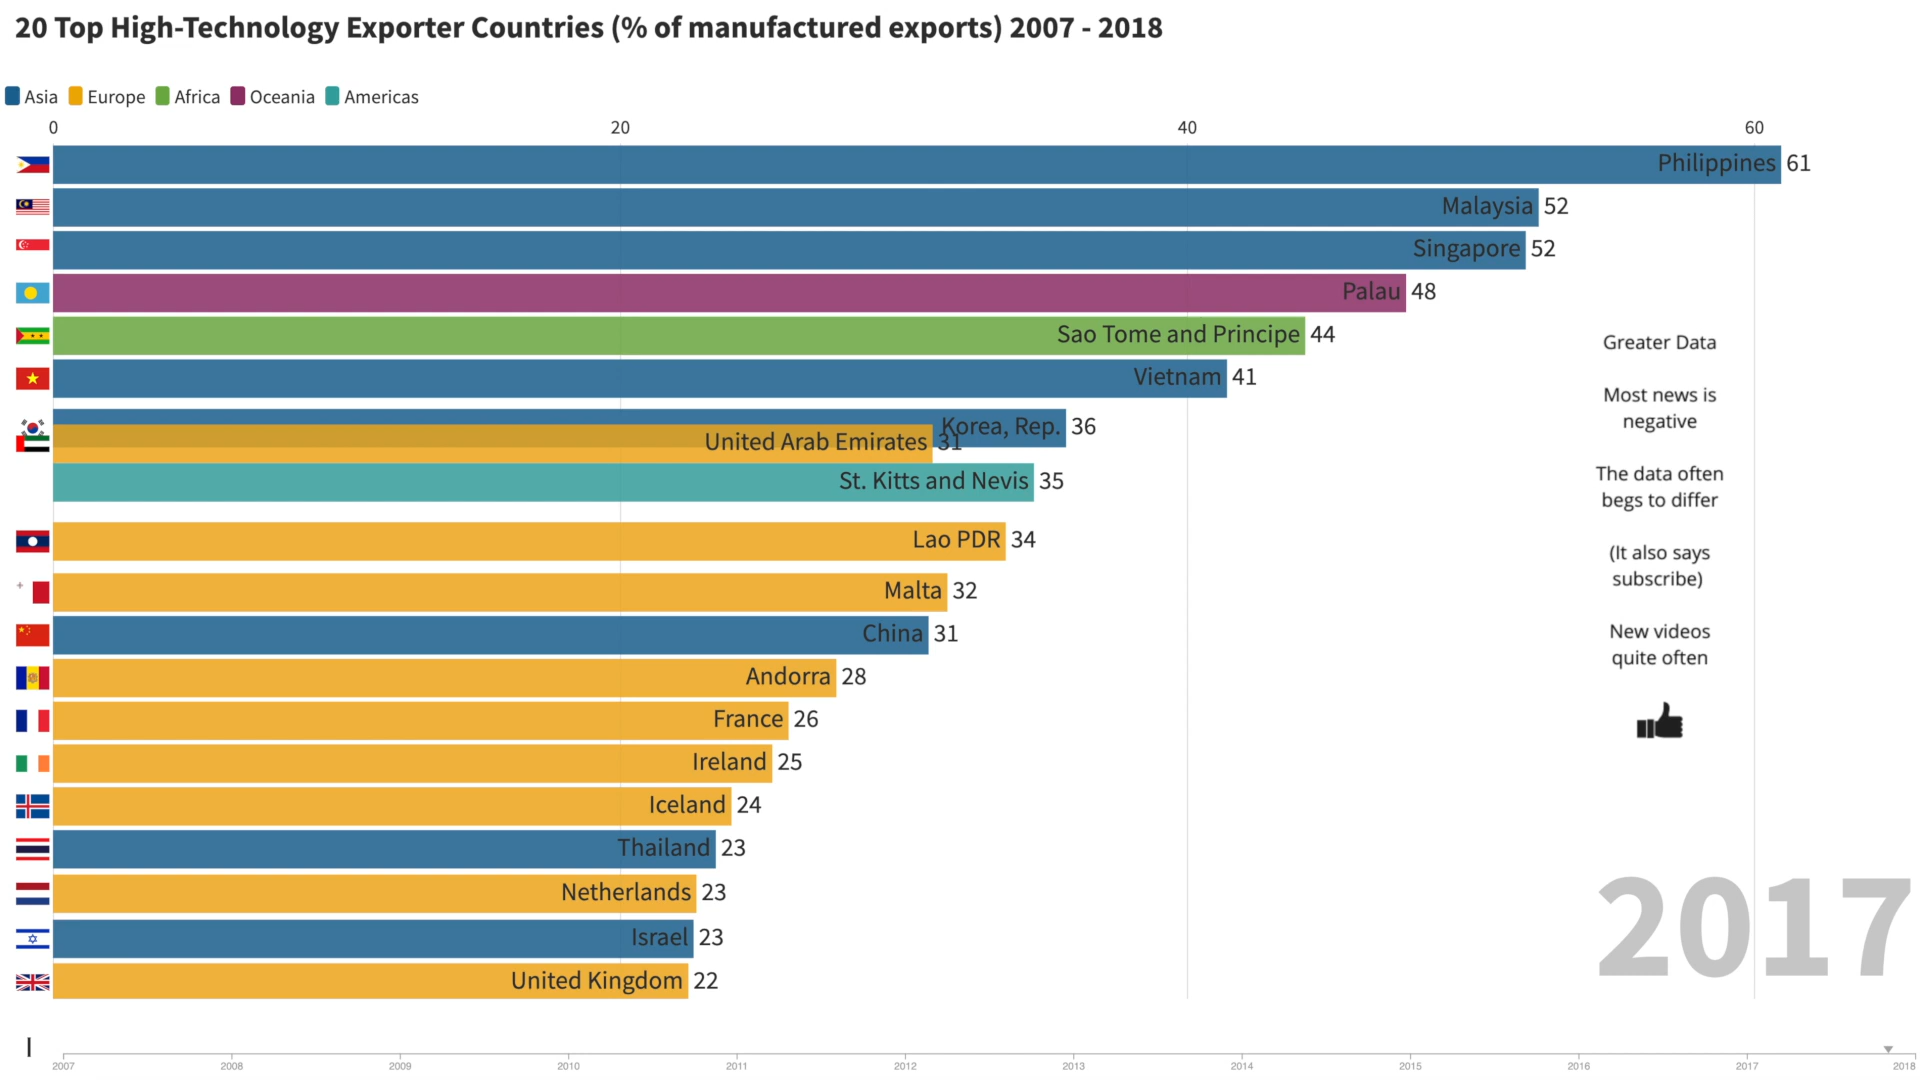 20 Top High-Technology Exporter Countries (% of manufactured exports) 2007 - 2018
Asia Europe Africa Oceania Americas
0 20 40 60
Philippines 61
Malaysia 52
Singapore 52
Palau 48
Sao Tome and Principe 44
Vietnam 41
Korea, Rep. 36
United Arab Emirates 31
St. Kitts and Nevis 35
Lao PDR 34
Malta 32
China 31
Andorra 28
France 26
Ireland 25
Iceland 24
Thailand 23
Netherlands 23
Israel 23
United Kingdom 22
Greater Data
Most news is
negative
The data often
begs to differ
(It also says
subscribe)
New videos
quite often
2017
2007 2008 2009 2010 2011 2012 2013 2014 2015 2016 2017 2018